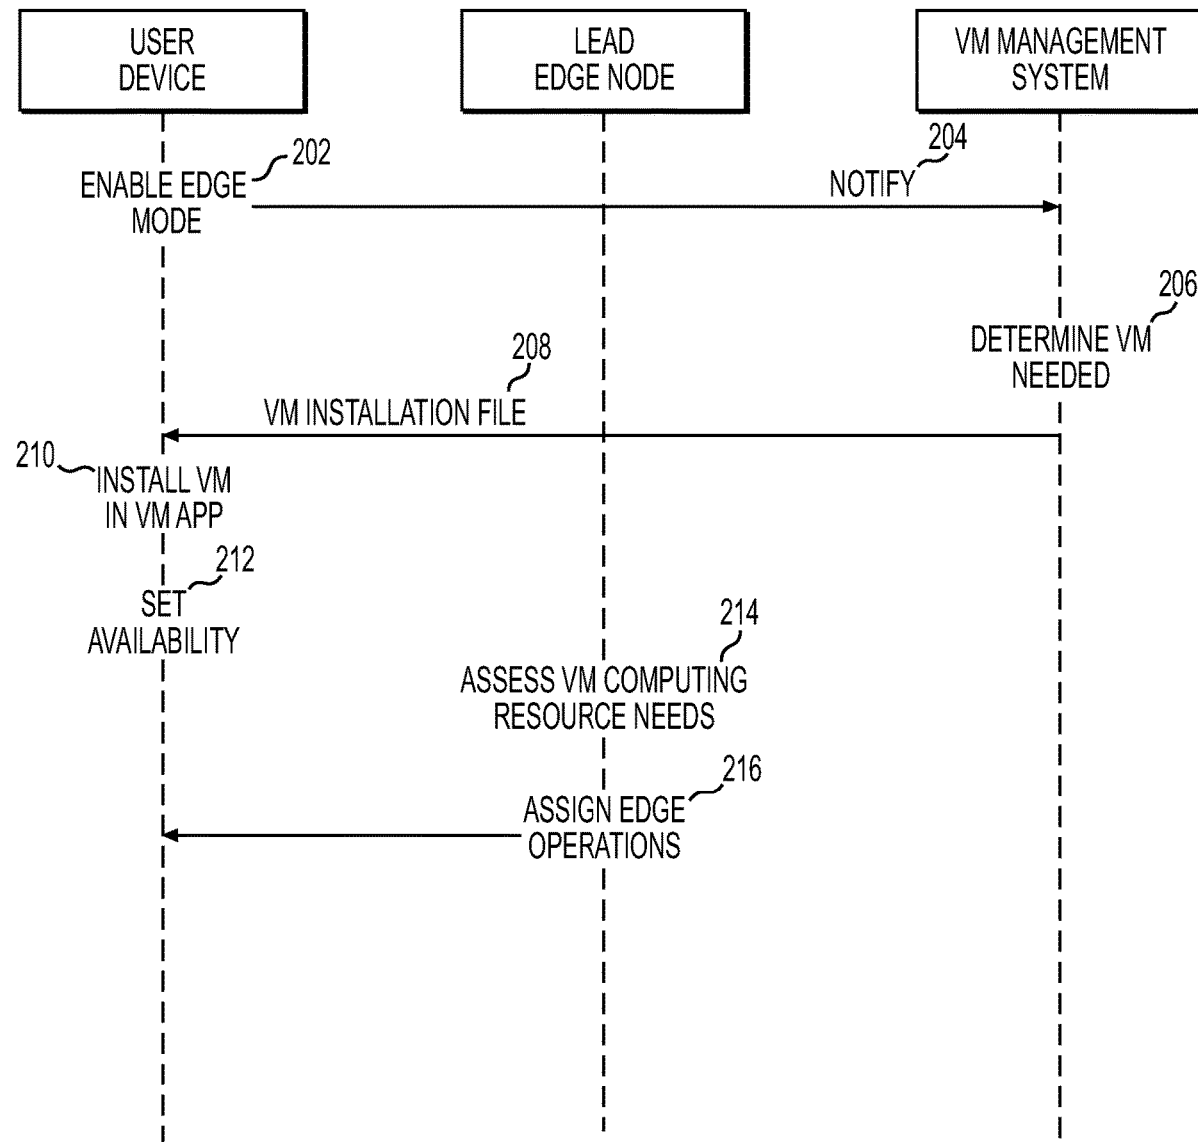 USER
DEVICE
LEAD
EDGE NODE
VM MANAGEMENT
SYSTEM
202
204
ENABLE EDGE
MODE
NOTIFY
206
DETERMINE VM
NEEDED
208
VM INSTALLATION FILE
210
INSTALL VM
IN VM APP
212
SET
AVAILABILITY
214
ASSESS VM COMPUTING
RESOURCE NEEDS
216
ASSIGN EDGE
OPERATIONS